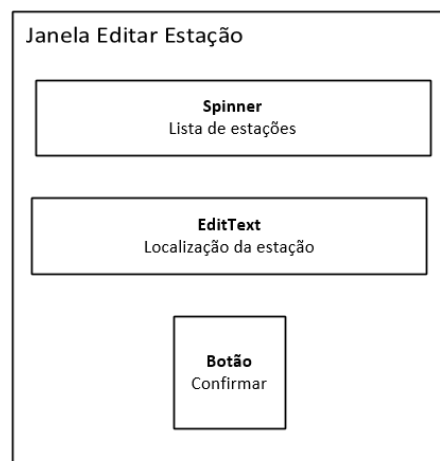 Janela Editar Estação
Spinner
Lista de estações
EditText
Localização da estação
Botão
Confirmar